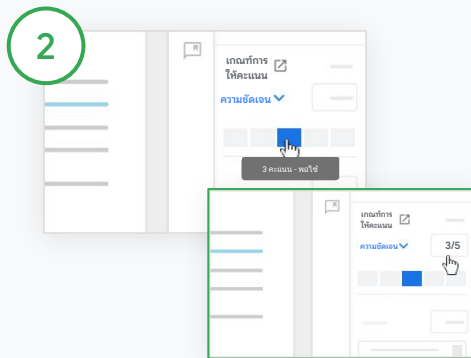 2
เกณฑ์การ
ให้คะแนน
ความชัดเจน
3 คะแนน - พอใช้
เกณฑ์การ
ให้คะแนน
ความชัดเจน
3/5